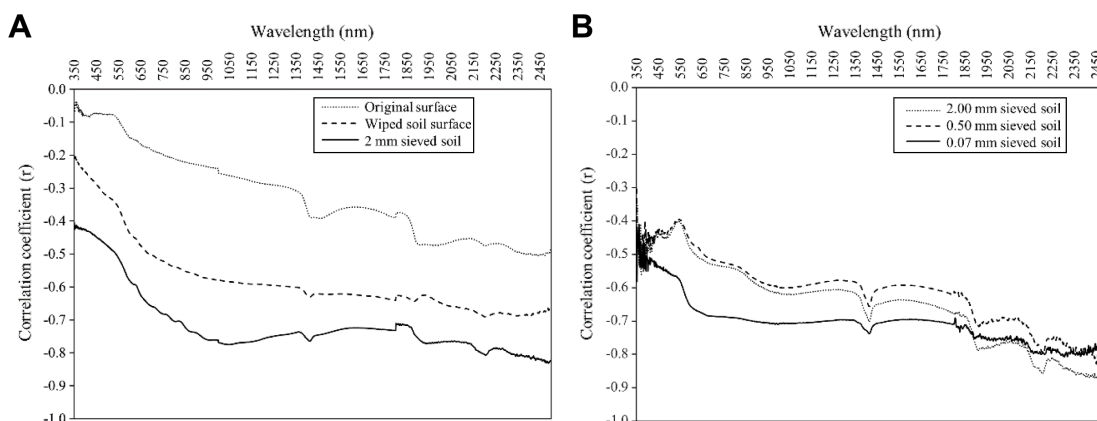 A
Wavelength (nm)
350 450 550 650 750 850 950 1050 1150 1250 1350 1450 1550 1650 1750 1850 1950 2050 2150 2250 2350 2450
0.0
-0.1
-0.2
-0.3
-0.4
-0.5
-0.6
-0.7
-0.8
-0.9
-1.0
Correlation coefficient (r)
Original surface
Wiped soil surface
2 mm sieved soil
B
Wavelength (nm)
350 450 550 650 750 850 950 1050 1150 1250 1350 1450 1550 1650 1750 1850 1950 2050 2150 2250 2350 2450
0.0
-0.1
-0.2
-0.3
-0.4
-0.5
-0.6
-0.7
-0.8
-0.9
-1.0
Correlation coefficient (r)
2.00 mm sieved soil
0.50 mm sieved soil
0.07 mm sieved soil